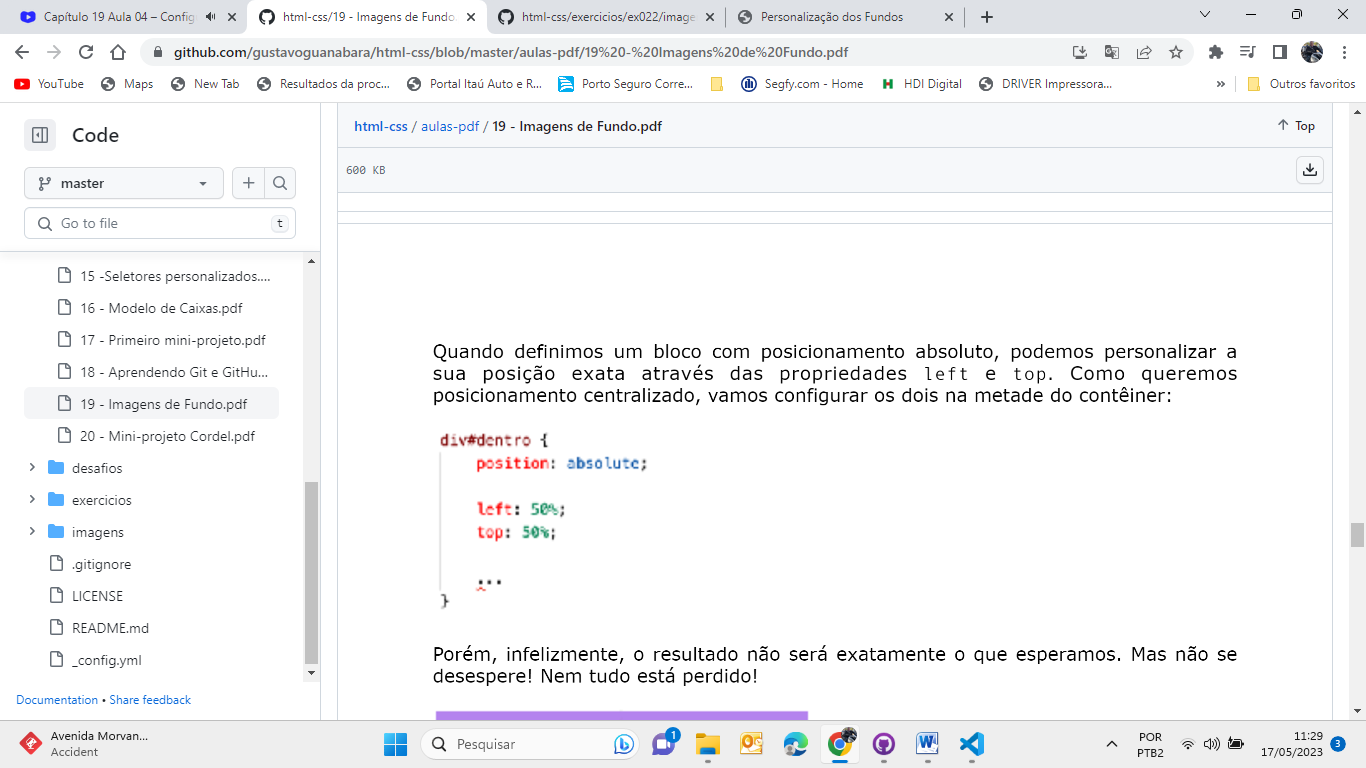 Capítulo 19 Aula 04 – Config
html-css/19 - Imagens de Fundo.
html-css/exercicios/ex022/image
Personalização dos Fundos
github.com/gustavoguanabara/html-css/blob/master/aulas-pdf/19%20-%20Imagens%20de%20Fundo.pdf
YouTube
Maps
New Tab
Resultados da proc...
Portal Itaú Auto e R...
Porto Seguro Corre...
Segfy.com - Home
HDI Digital
DRIVER Impressora...
»
Outros favoritos
Code
master
Go to file
t
15 -Seletores personalizados....
16 - Modelo de Caixas.pdf
17 - Primeiro mini-projeto.pdf
18 - Aprendendo Git e GitHu...
19 - Imagens de Fundo.pdf
20 - Mini-projeto Cordel.pdf
desafios
exercicios
imagens
.gitignore
LICENSE
README.md
_config.yml
Documentation • Share feedback
html-css / aulas-pdf / 19 - Imagens de Fundo.pdf
Top
600 KB
Quando definimos um bloco com posicionamento absoluto, podemos personalizar a
sua posição exata através das propriedades left e top. Como queremos
posicionamento centralizado, vamos configurar os dois na metade do contêiner:
div#dentro {
position: absolute;
left: 50%;
top: 50%;
...
}
Porém, infelizmente, o resultado não será exatamente o que esperamos. Mas não se
desespere! Nem tudo está perdido!
Avenida Morvan...
Accident
Pesquisar
1
POR
PTB2
11:29
17/05/2023
3